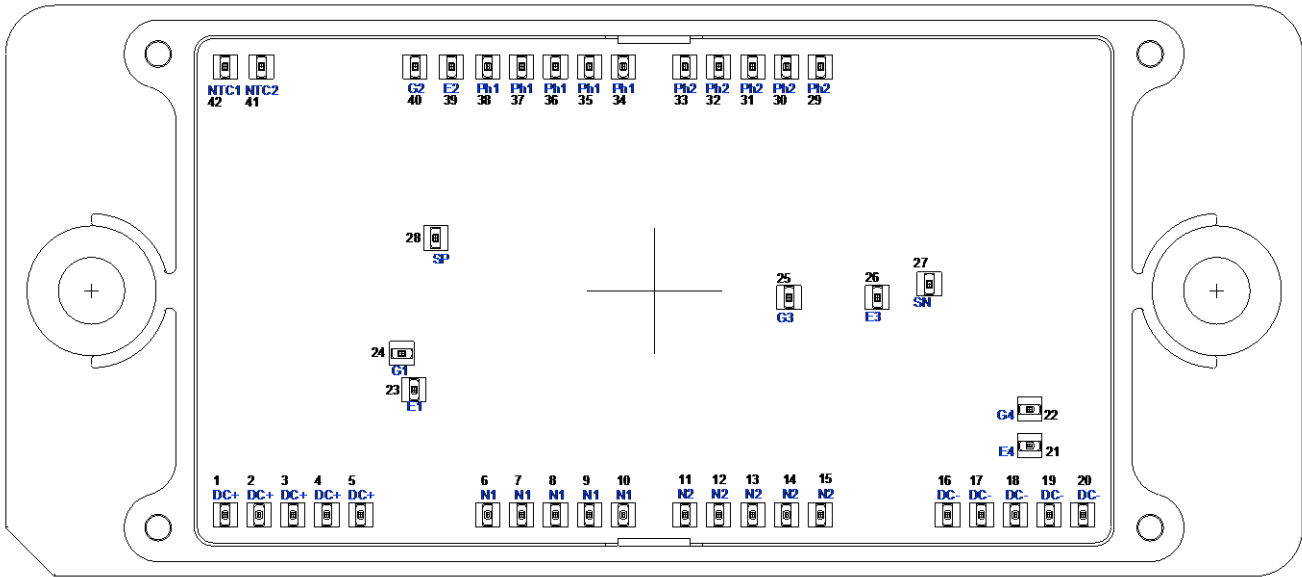 NTC1 NTC2 G2 E2 Ph1 Ph1 Ph1 Ph1 Ph1 Ph2 Ph2 Ph2 Ph2 Ph2
42 41 40 39 38 37 36 35 34 33 32 31 30 29
28
SP
27
25 26
SN
G3 E3
24
G1
23
E1
G4 22
E4 21
1 2 3 4 5 6 7 8 9 10 11 12 13 14 15 16 17 18 19 20
DC+ DC+ DC+ DC+ DC+ N1 N1 N1 N1 N1 N2 N2 N2 N2 N2 DC- DC- DC- DC- DC-